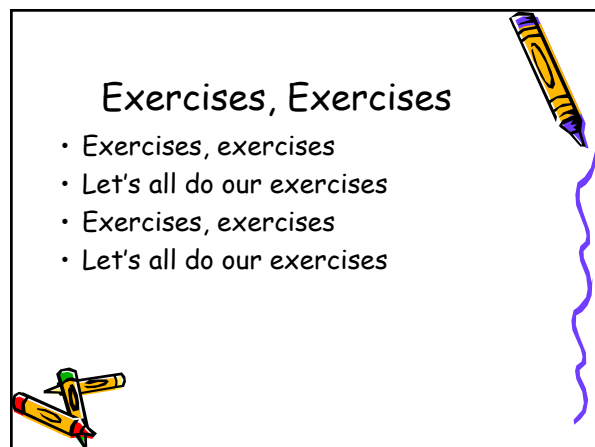 Exercises, Exercises
• Exercises, exercises
• Let's all do our exercises
• Exercises, exercises
• Let's all do our exercises